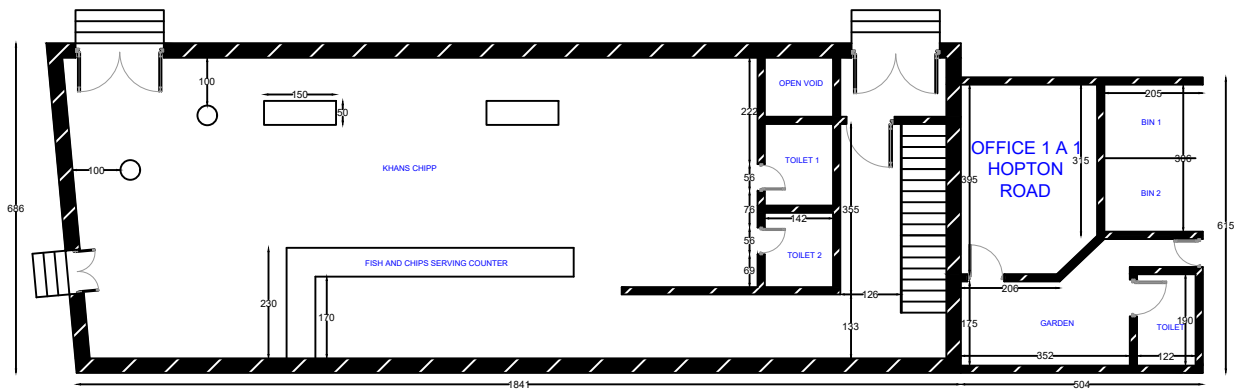 100
150
50
222
OPEN VOID
205
BIN 1
OFFICE 1 A 1
HOPTON
ROAD
315
306
395
KHANS CHIPP
TOILET 1
100
56
76
355
BIN 2
686
142
615
56
TOILET 2
69
FISH AND CHIPS SERVING COUNTER
230
170
126
133
206
175
GARDEN
190
TOILET
352
122
1841
504